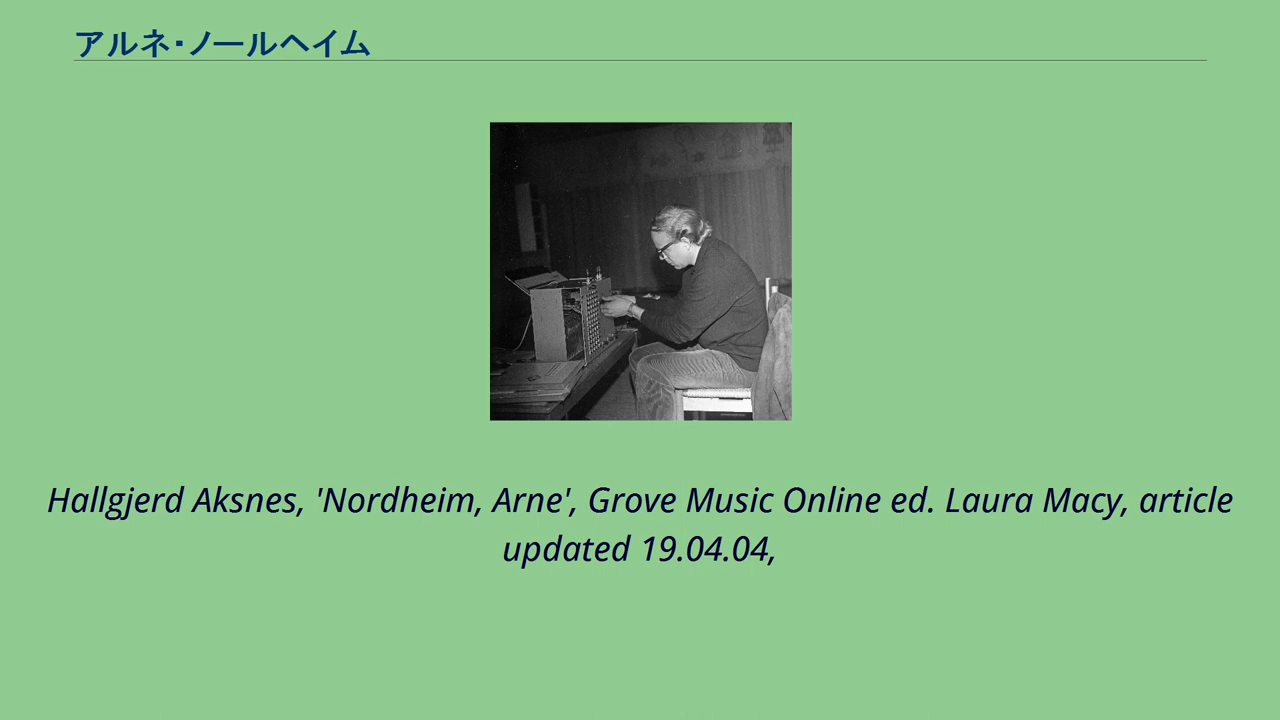 アルネ・ノールヘイム
Hallgjerd Aksnes, 'Nordheim, Arne', Grove Music Online ed. Laura Macy, article
updated 19.04.04,